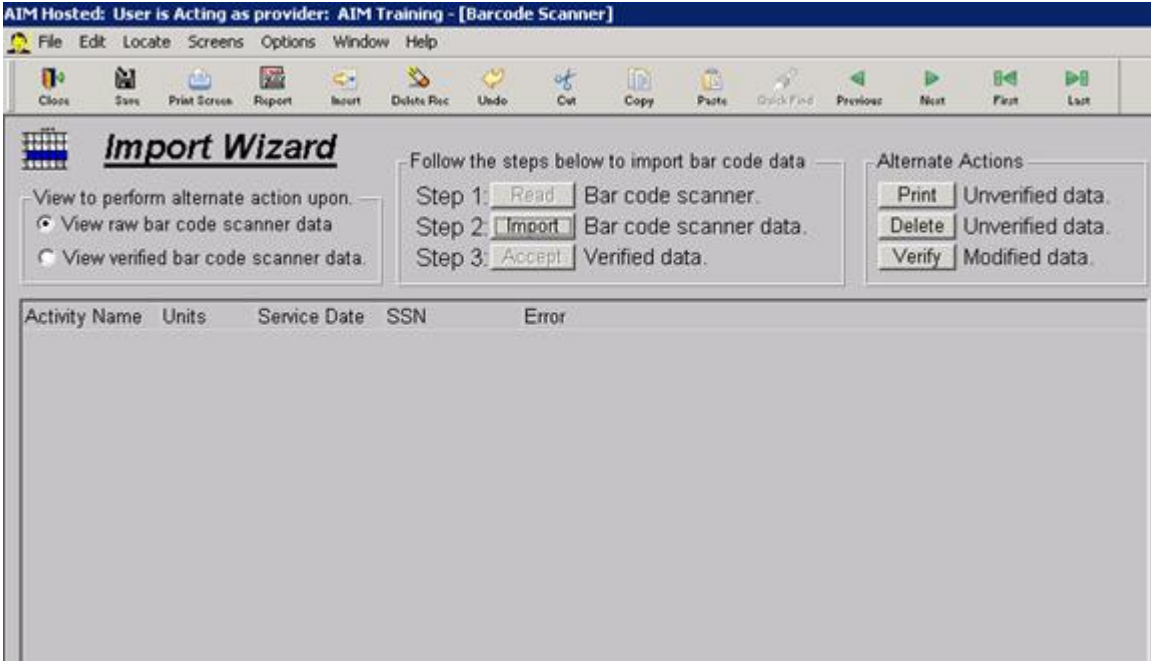 AIM Hosted: User is Acting as provider: AIM Training - [Barcode Scanner]
File Edit Locate Screens Options Window Help
Close Save Print Screen Report Insert Delete Rec Undo Cut Copy Paste Quick Find Previous Next First Last
Import Wizard
View to perform alternate action upon.
View raw bar code scanner data
View verified bar code scanner data.
Follow the steps below to import bar code data
Step 1: Read Bar code scanner.
Step 2: Import Bar code scanner data.
Step 3: Accept Verified data.
Alternate Actions
Print Unverified data.
Delete Unverified data.
Verify Modified data.
Activity Name Units Service Date SSN Error